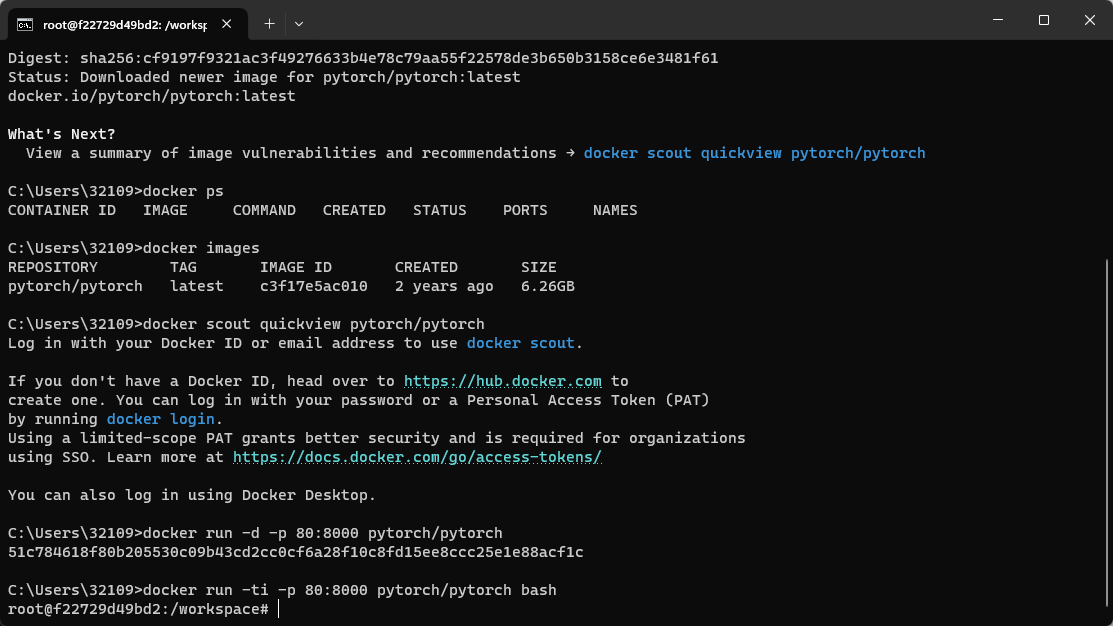 root@f22729d49bd2: /worksp
Digest: sha256:cf9197f9321ac3f49276633b4e78c79aa55f22578de3b650b3158ce6e3481f61
Status: Downloaded newer image for pytorch/pytorch:latest
docker.io/pytorch/pytorch:latest
What's Next?
View a summary of image vulnerabilities and recommendations → docker scout quickview pytorch/pytorch
C:\Users\32109>docker ps
CONTAINER ID   IMAGE     COMMAND   CREATED   STATUS    PORTS     NAMES
C:\Users\32109>docker images
REPOSITORY        TAG       IMAGE ID       CREATED       SIZE
pytorch/pytorch   latest    c3f17e5ac010   2 years ago   6.26GB
C:\Users\32109>docker scout quickview pytorch/pytorch
Log in with your Docker ID or email address to use docker scout.
If you don't have a Docker ID, head over to https://hub.docker.com to
create one. You can log in with your password or a Personal Access Token (PAT)
by running docker login.
Using a limited-scope PAT grants better security and is required for organizations
using SSO. Learn more at https://docs.docker.com/go/access-tokens/
You can also log in using Docker Desktop.
C:\Users\32109>docker run -d -p 80:8000 pytorch/pytorch
51c784618f80b205530c09b43cd2cc0cf6a28f10c8fd15ee8ccc25e1e88acf1c
C:\Users\32109>docker run -ti -p 80:8000 pytorch/pytorch bash
root@f22729d49bd2:/workspace#